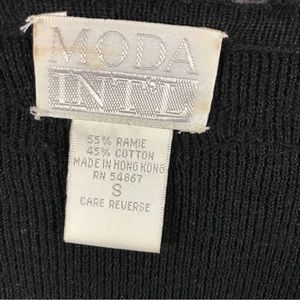 MODA
INT'L
55% RAMIE
45% COTTON
MADE IN HONG KONG
RN 54867
S
CARE REVERSE